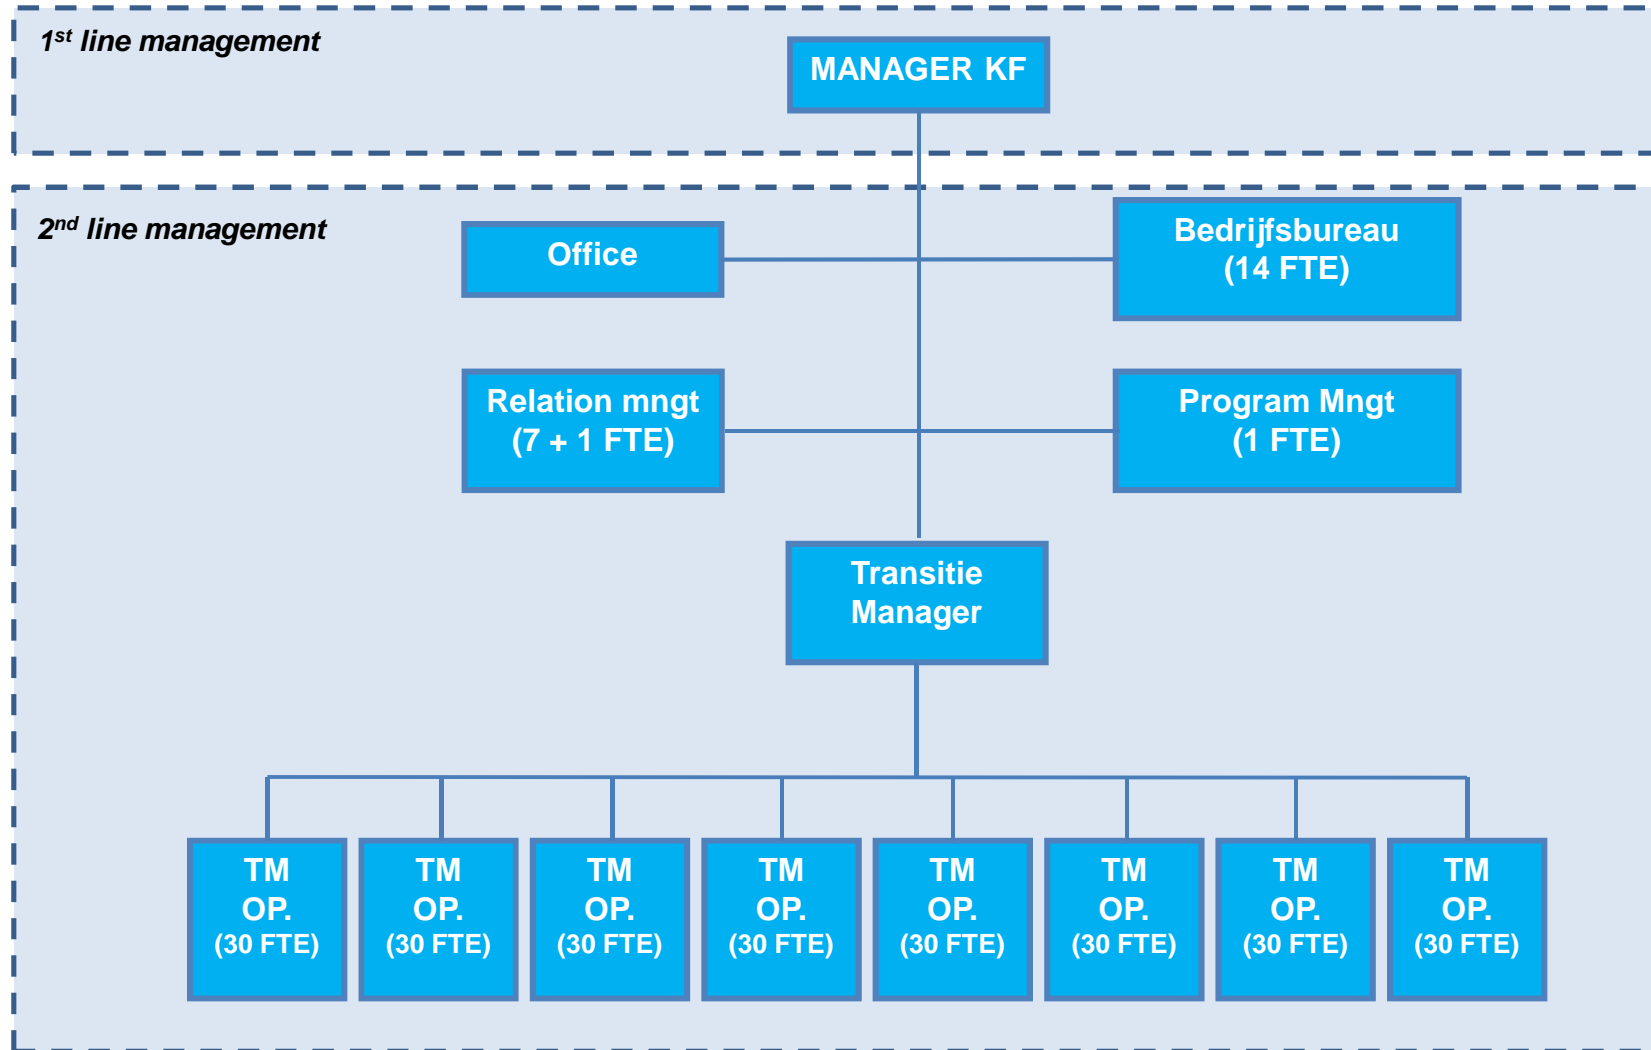 1st line management
MANAGER KF
2nd line management
Office
Bedrijfsbureau
(14 FTE)
Relation mngt
(7 + 1 FTE)
Program Mngt
(1 FTE)
Transitie
Manager
TM
OP.
(30 FTE)
TM
OP.
(30 FTE)
TM
OP.
(30 FTE)
TM
OP.
(30 FTE)
TM
OP.
(30 FTE)
TM
OP.
(30 FTE)
TM
OP.
(30 FTE)
TM
OP.
(30 FTE)